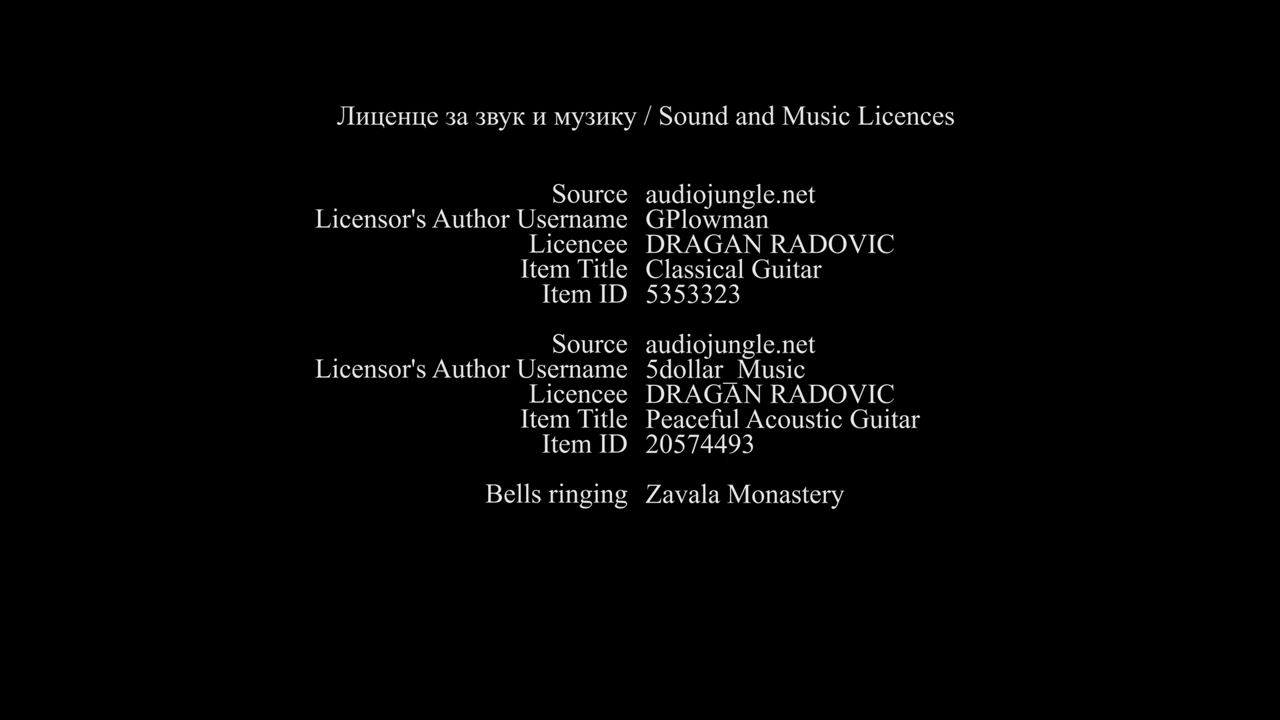 Лиценце за звук и музику / Sound and Music Licences
Source audiojungle.net
Licensor's Author Username GPlowman
Licencee DRAGAN RADOVIC
Item Title Classical Guitar
Item ID 5353323
Source audiojungle.net
Licensor's Author Username 5dollar_Music
Licencee DRAGAN RADOVIC
Item Title Peaceful Acoustic Guitar
Item ID 20574493
Bells ringing Zavala Monastery